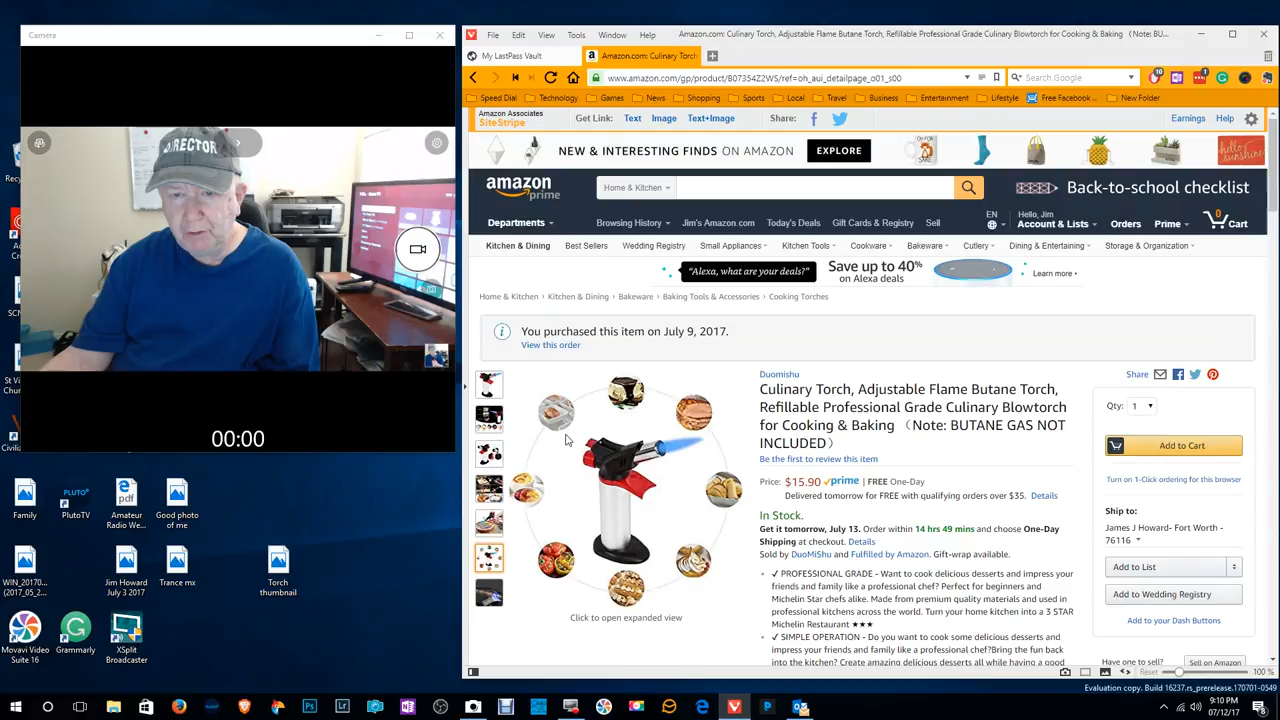 Camera
DIRECTOR
00:00
Family
PlutoTV
Amateur Radio We...
Good photo of me
WIN_20170... (2017_05_2...
Jim Howard July 3 2017
Trance mx
Torch thumbnail
Movavi Video Suite 16
Grammarly
XSplit Broadcaster
File Edit View Tools Window Help
Amazon.com: Culinary Torch, Adjustable Flame Butane Torch, Refillable Professional Grade Culinary Blowtorch for Cooking & Baking （Note: BU...
My LastPass Vault
Amazon.com: Culinary Torch
www.amazon.com/gp/product/B07354Z2WS/ref=oh_aui_detailpage_o01_s00
Search Google
Speed Dial Technology Games News Shopping Sports Local Travel Business Entertainment Lifestyle Free Facebook... New Folder
Amazon Associates
SiteStripe
Get Link: Text Image Text+Image Share:
Earnings Help
NEW & INTERESTING FINDS ON AMAZON EXPLORE
hello sunshine
amazon prime
Home & Kitchen
Back-to-school checklist
Departments
Browsing History Jim's Amazon.com Today's Deals Gift Cards & Registry Sell
EN
Hello, Jim
Account & Lists Orders Prime 0 Cart
Kitchen & Dining Best Sellers Wedding Registry Small Appliances Kitchen Tools Cookware Bakeware Cutlery Dining & Entertaining Storage & Organization
“Alexa, what are your deals?” Save up to 40% on Alexa deals Learn more
Home & Kitchen › Kitchen & Dining › Bakeware › Baking Tools & Accessories › Cooking Torches
You purchased this item on July 9, 2017.
View this order
Duomishu
Culinary Torch, Adjustable Flame Butane Torch,
Refillable Professional Grade Culinary Blowtorch
for Cooking & Baking （Note: BUTANE GAS NOT
INCLUDED）
Be the first to review this item
Price: $15.90 prime | FREE One-Day
Delivered tomorrow for FREE with qualifying orders over $35. Details
In Stock.
Get it tomorrow, July 13. Order within 14 hrs 49 mins and choose One-Day
Shipping at checkout. Details
Sold by DuoMiShu and Fulfilled by Amazon. Gift-wrap available.
• ✓ PROFESSIONAL GRADE - Want to cook delicious desserts and impress your
friends and family like a professional chef? Perfect for beginners and
Michelin Star chefs alike. Made from premium quality materials and used in
professional kitchens across the world. Turn your home kitchen into a 3 STAR
Michelin Restaurant ★★★
• ✓ SIMPLE OPERATION - Do you want to cook some delicious desserts and
impress your friends and family like a professional chef?Bring the fun back
into the kitchen? Create amazing delicious desserts all while having a good
Click to open expanded view
Share
Qty: 1
Add to Cart
Turn on 1-Click ordering for this browser
Ship to:
James J Howard- Fort Worth -
76116
Add to List
Add to Wedding Registry
Add to your Dash Buttons
Have one to sell? Sell on Amazon
Reset 100 %
Evaluation copy. Build 16237.rs_prerelease.170701-0549
9:10 PM
07/12/17